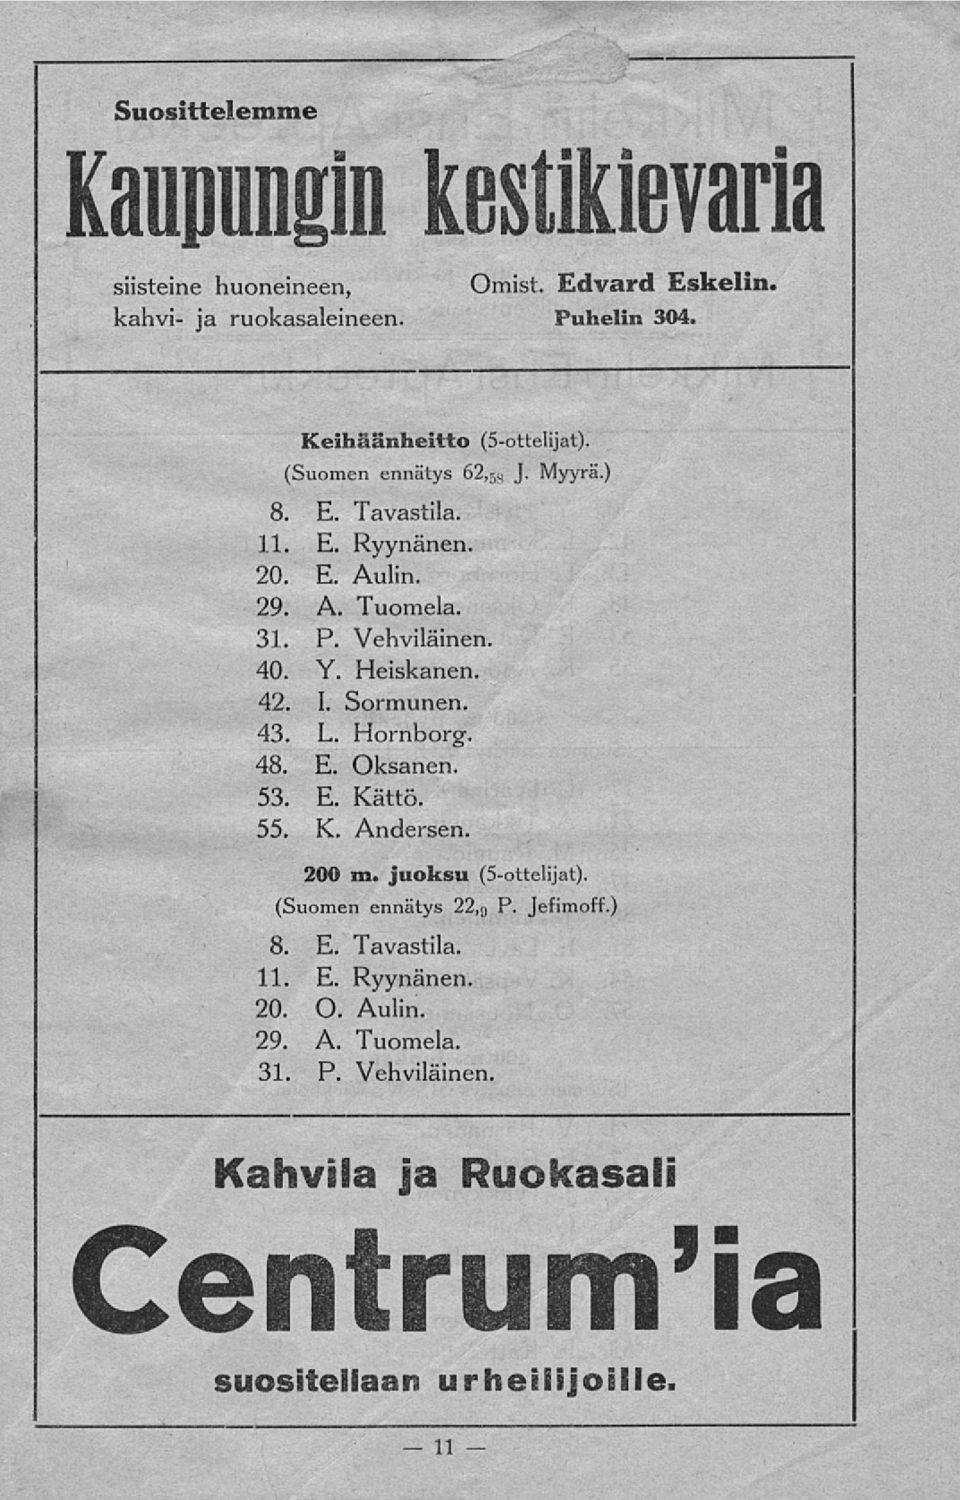 Suosittelemme
Kaupungin kestikievaria
siisteine huoneineen,
kahvi- ja ruokasaleineen.
Omist. Edvard Eskelin.
Puhelin 304.
Keihäänheitto (5-ottelijat).
(Suomen ennätys 62,58 J. Myyrä.)
8. E. Tavastila.
11. E. Ryynänen.
20. E. Aulin.
29. A. Tuomela.
31. P. Vehviläinen.
40. Y. Heiskanen.
42. I. Sormunen.
43. L. Hornborg.
48. E. Oksanen.
53. E. Kättö.
55. K. Andersen.
200 m. juoksu (5-ottelijat).
(Suomen ennätys 22,9 P. Jefimoff.)
8. E. Tavastila.
11. E. Ryynänen.
20. O. Aulin.
29. A. Tuomela.
31. P. Vehviläinen.
Kahvila ja Ruokasali
Centrum'ia
suositellaan urheilijoille.
— 11 —